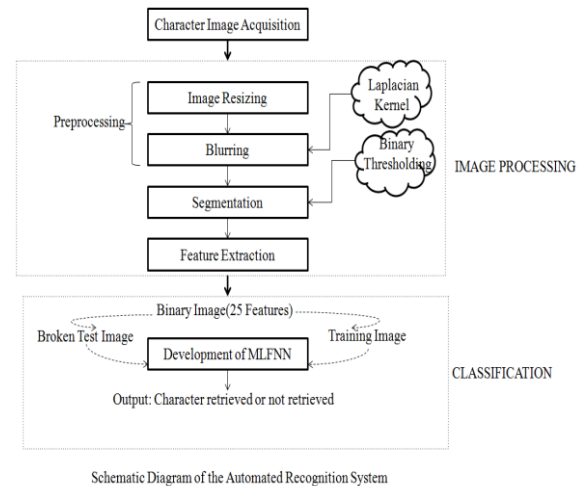 Character Image Acquisition
Image Resizing
Laplacian
Kernel
Preprocessing
Blurring
Binary
Thresholding
IMAGE PROCESSING
Segmentation
Feature Extraction
Binary Image(25 Features)
Broken Test Image
Training Image
Development of MLFNN
CLASSIFICATION
Output: Character retrieved or not retrieved
Schematic Diagram of the Automated Recognition System